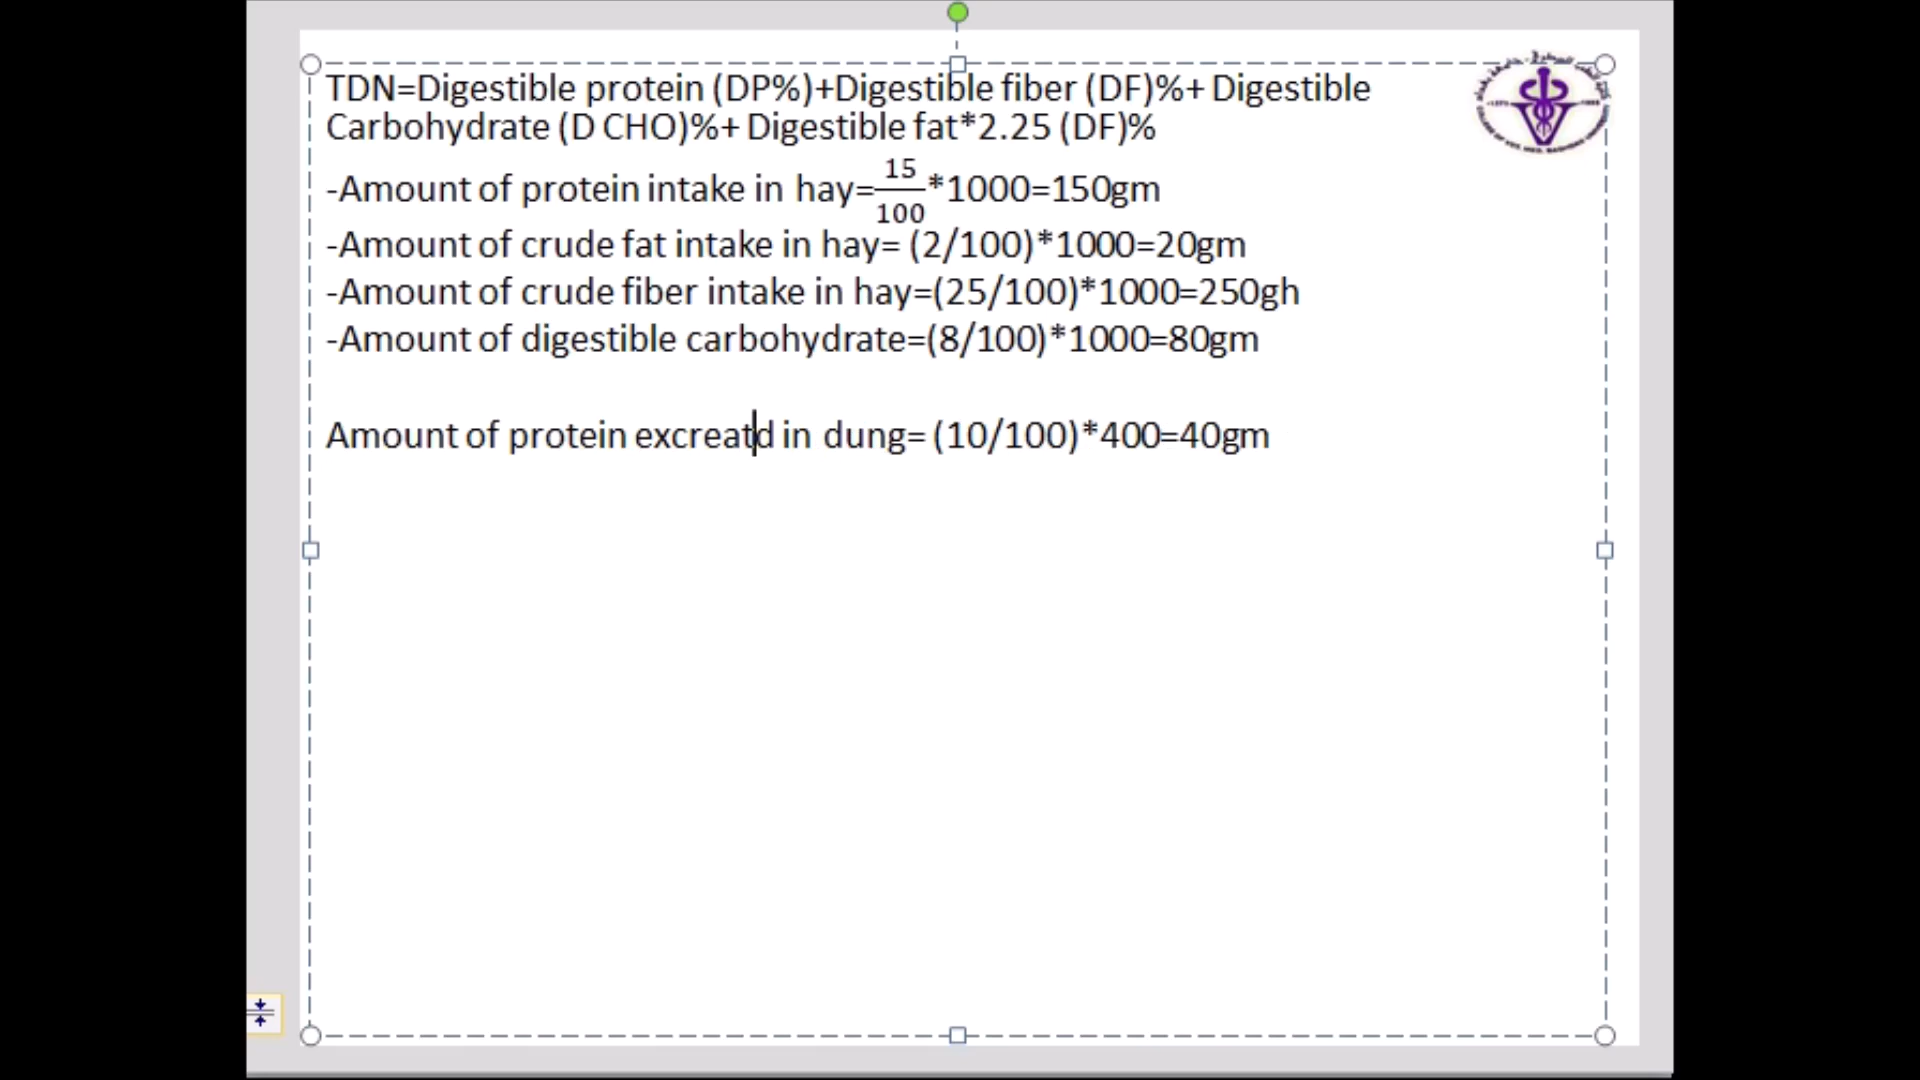 TDN=Digestible protein (DP%)+Digestible fiber (DF)%+ Digestible
Carbohydrate (D CHO)%+ Digestible fat*2.25 (DF)%
-Amount of protein intake in hay=15/100*1000=150gm
-Amount of crude fat intake in hay= (2/100)*1000=20gm
-Amount of crude fiber intake in hay=(25/100)*1000=250gh
-Amount of digestible carbohydrate=(8/100)*1000=80gm
Amount of protein excreatd in dung= (10/100)*400=40gm